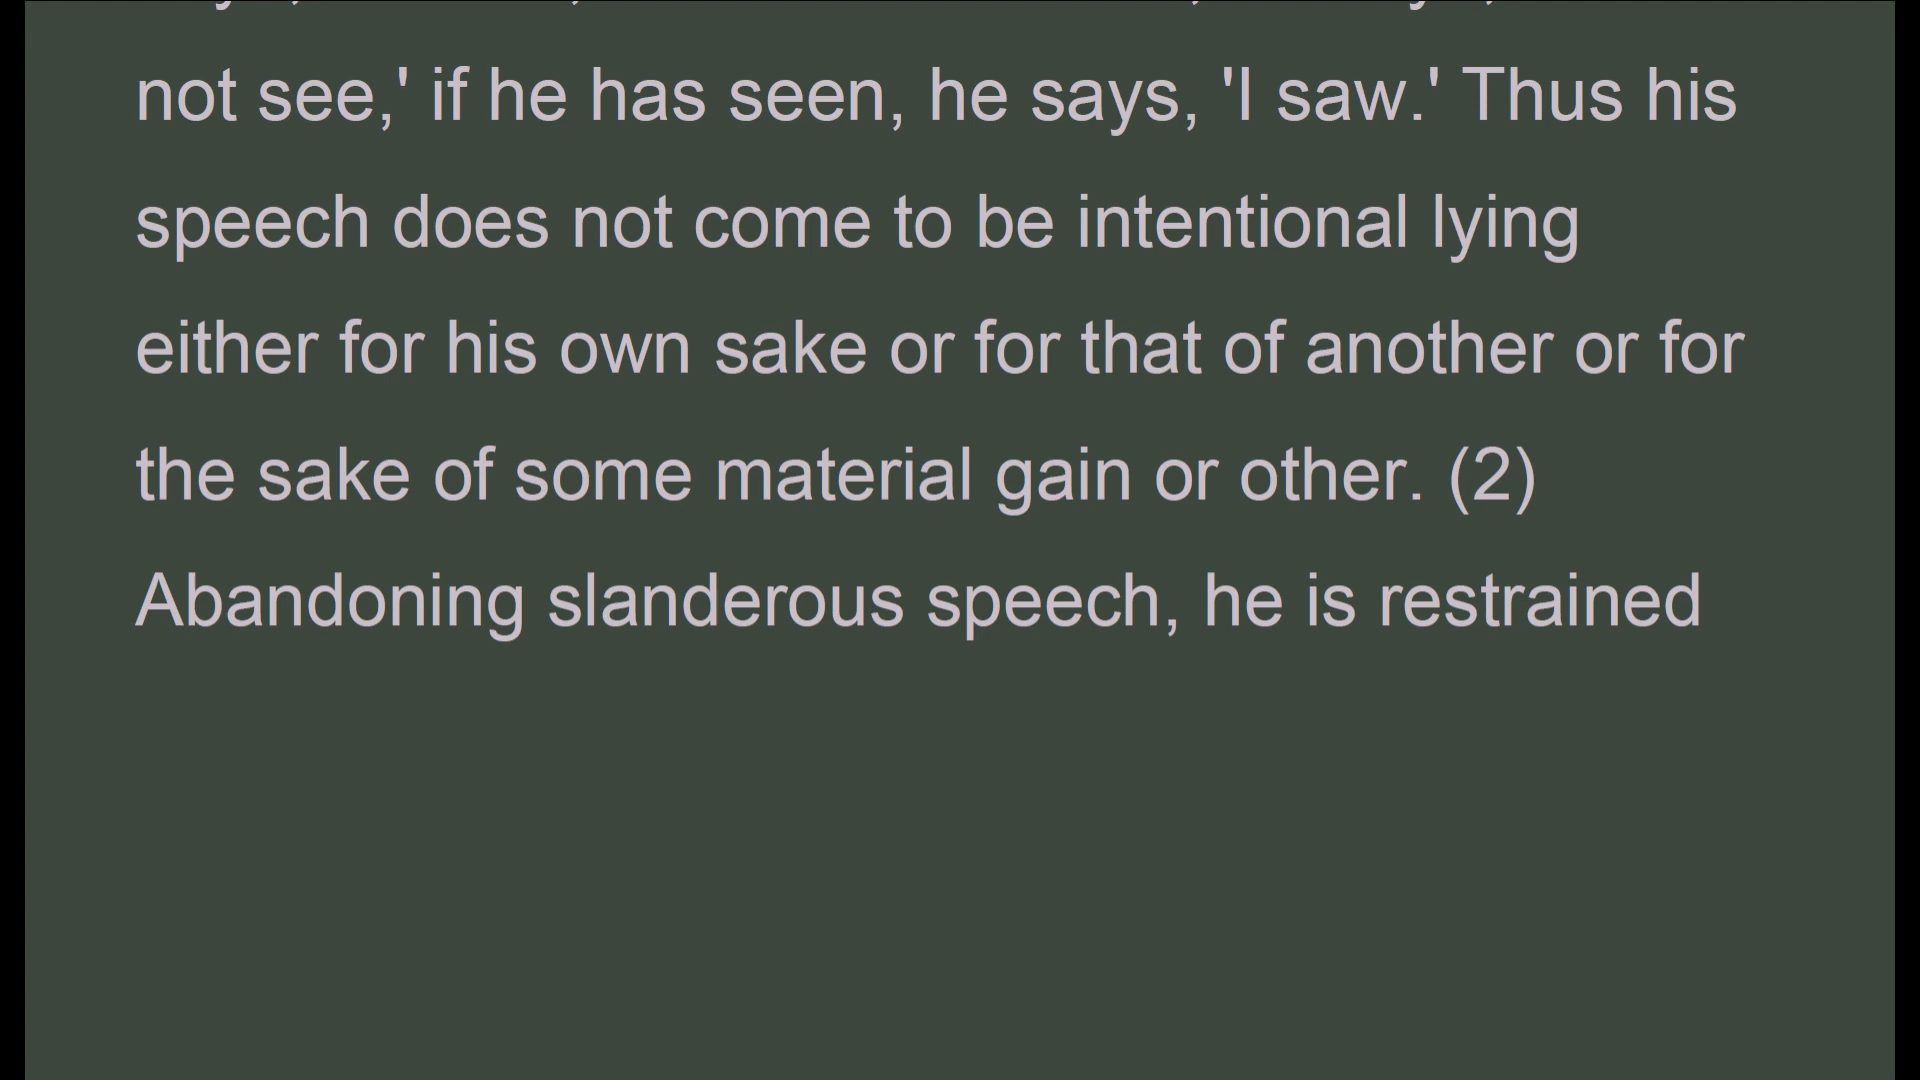 not see,' if he has seen, he says, 'I saw.' Thus his
speech does not come to be intentional lying
either for his own sake or for that of another or for
the sake of some material gain or other. (2)
Abandoning slanderous speech, he is restrained